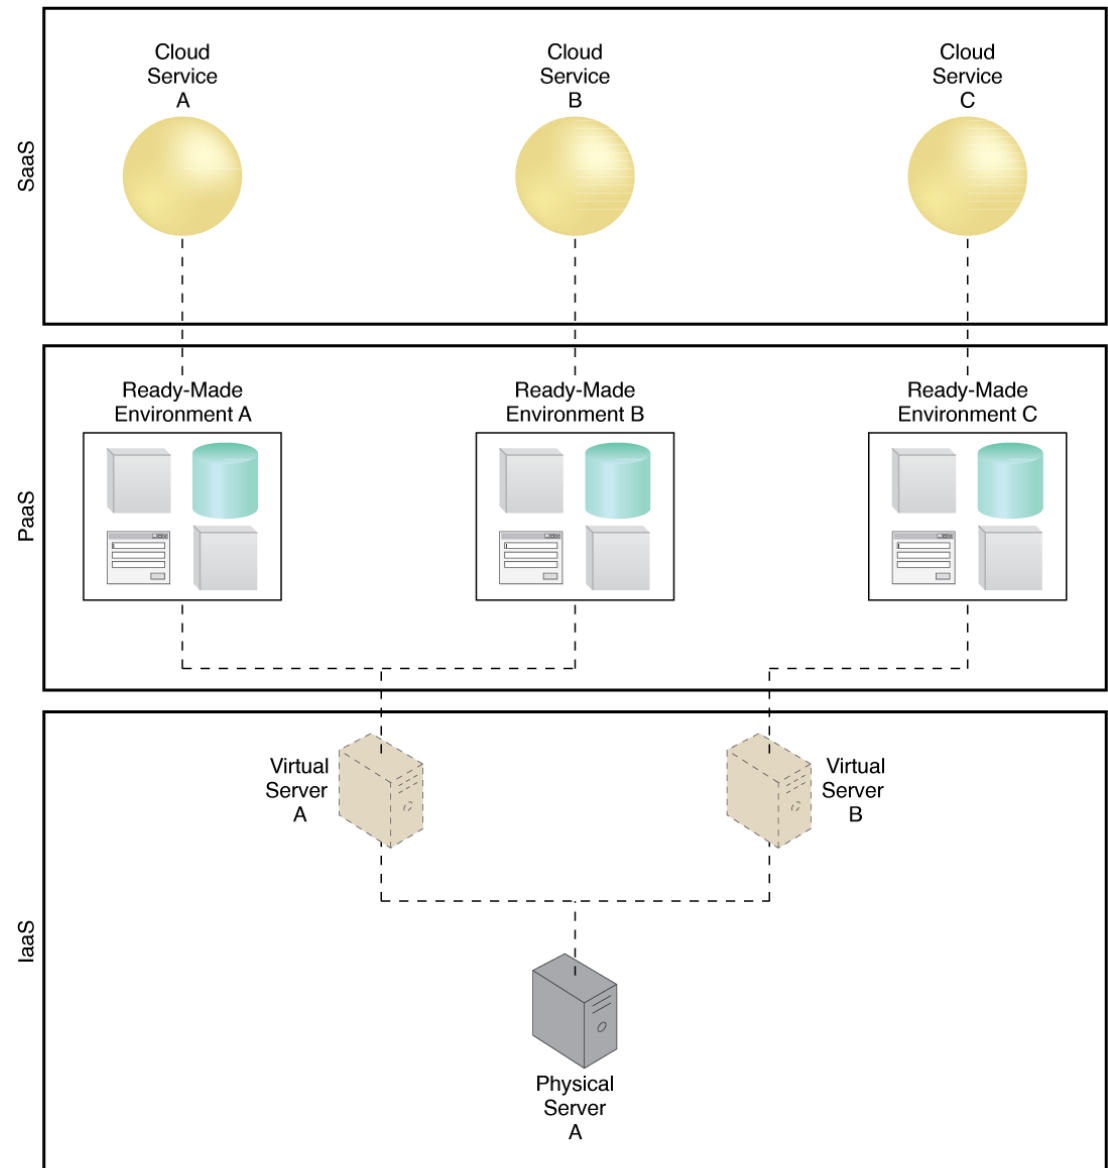 Cloud
Service
A
Cloud
Service
B
Cloud
Service
C
SaaS
Ready-Made
Environment A
Ready-Made
Environment B
Ready-Made
Environment C
PaaS
Virtual
Server
A
Virtual
Server
B
IaaS
Physical
Server
A